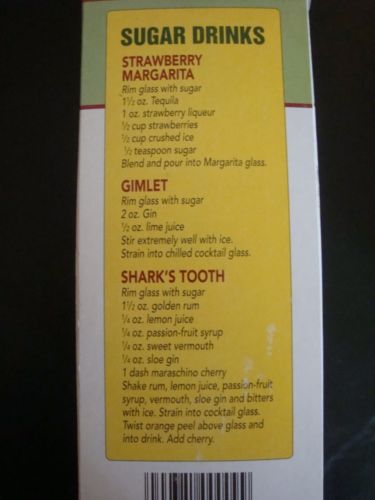 SUGAR DRINKS
STRAWBERRY
MARGARITA
Rim glass with sugar
1½ oz. Tequila
1 oz. strawberry liqueur
½ cup strawberries
½ cup crushed ice
½ teaspoon sugar
Blend and pour into Margarita glass.
GIMLET
Rim glass with sugar
2 oz. Gin
½ oz. lime juice
Stir extremely well with ice.
Strain into chilled cocktail glass.
SHARK'S TOOTH
Rim glass with sugar
1½ oz. golden rum
¼ oz. lemon juice
¼ oz. passion-fruit syrup
¼ oz. sweet vermouth
¼ oz. sloe gin
1 dash maraschino cherry
Shake rum, lemon juice, passion-fruit
syrup, vermouth, sloe gin and bitters
with ice. Strain into cocktail glass.
Twist orange peel above glass and
into drink. Add cherry.